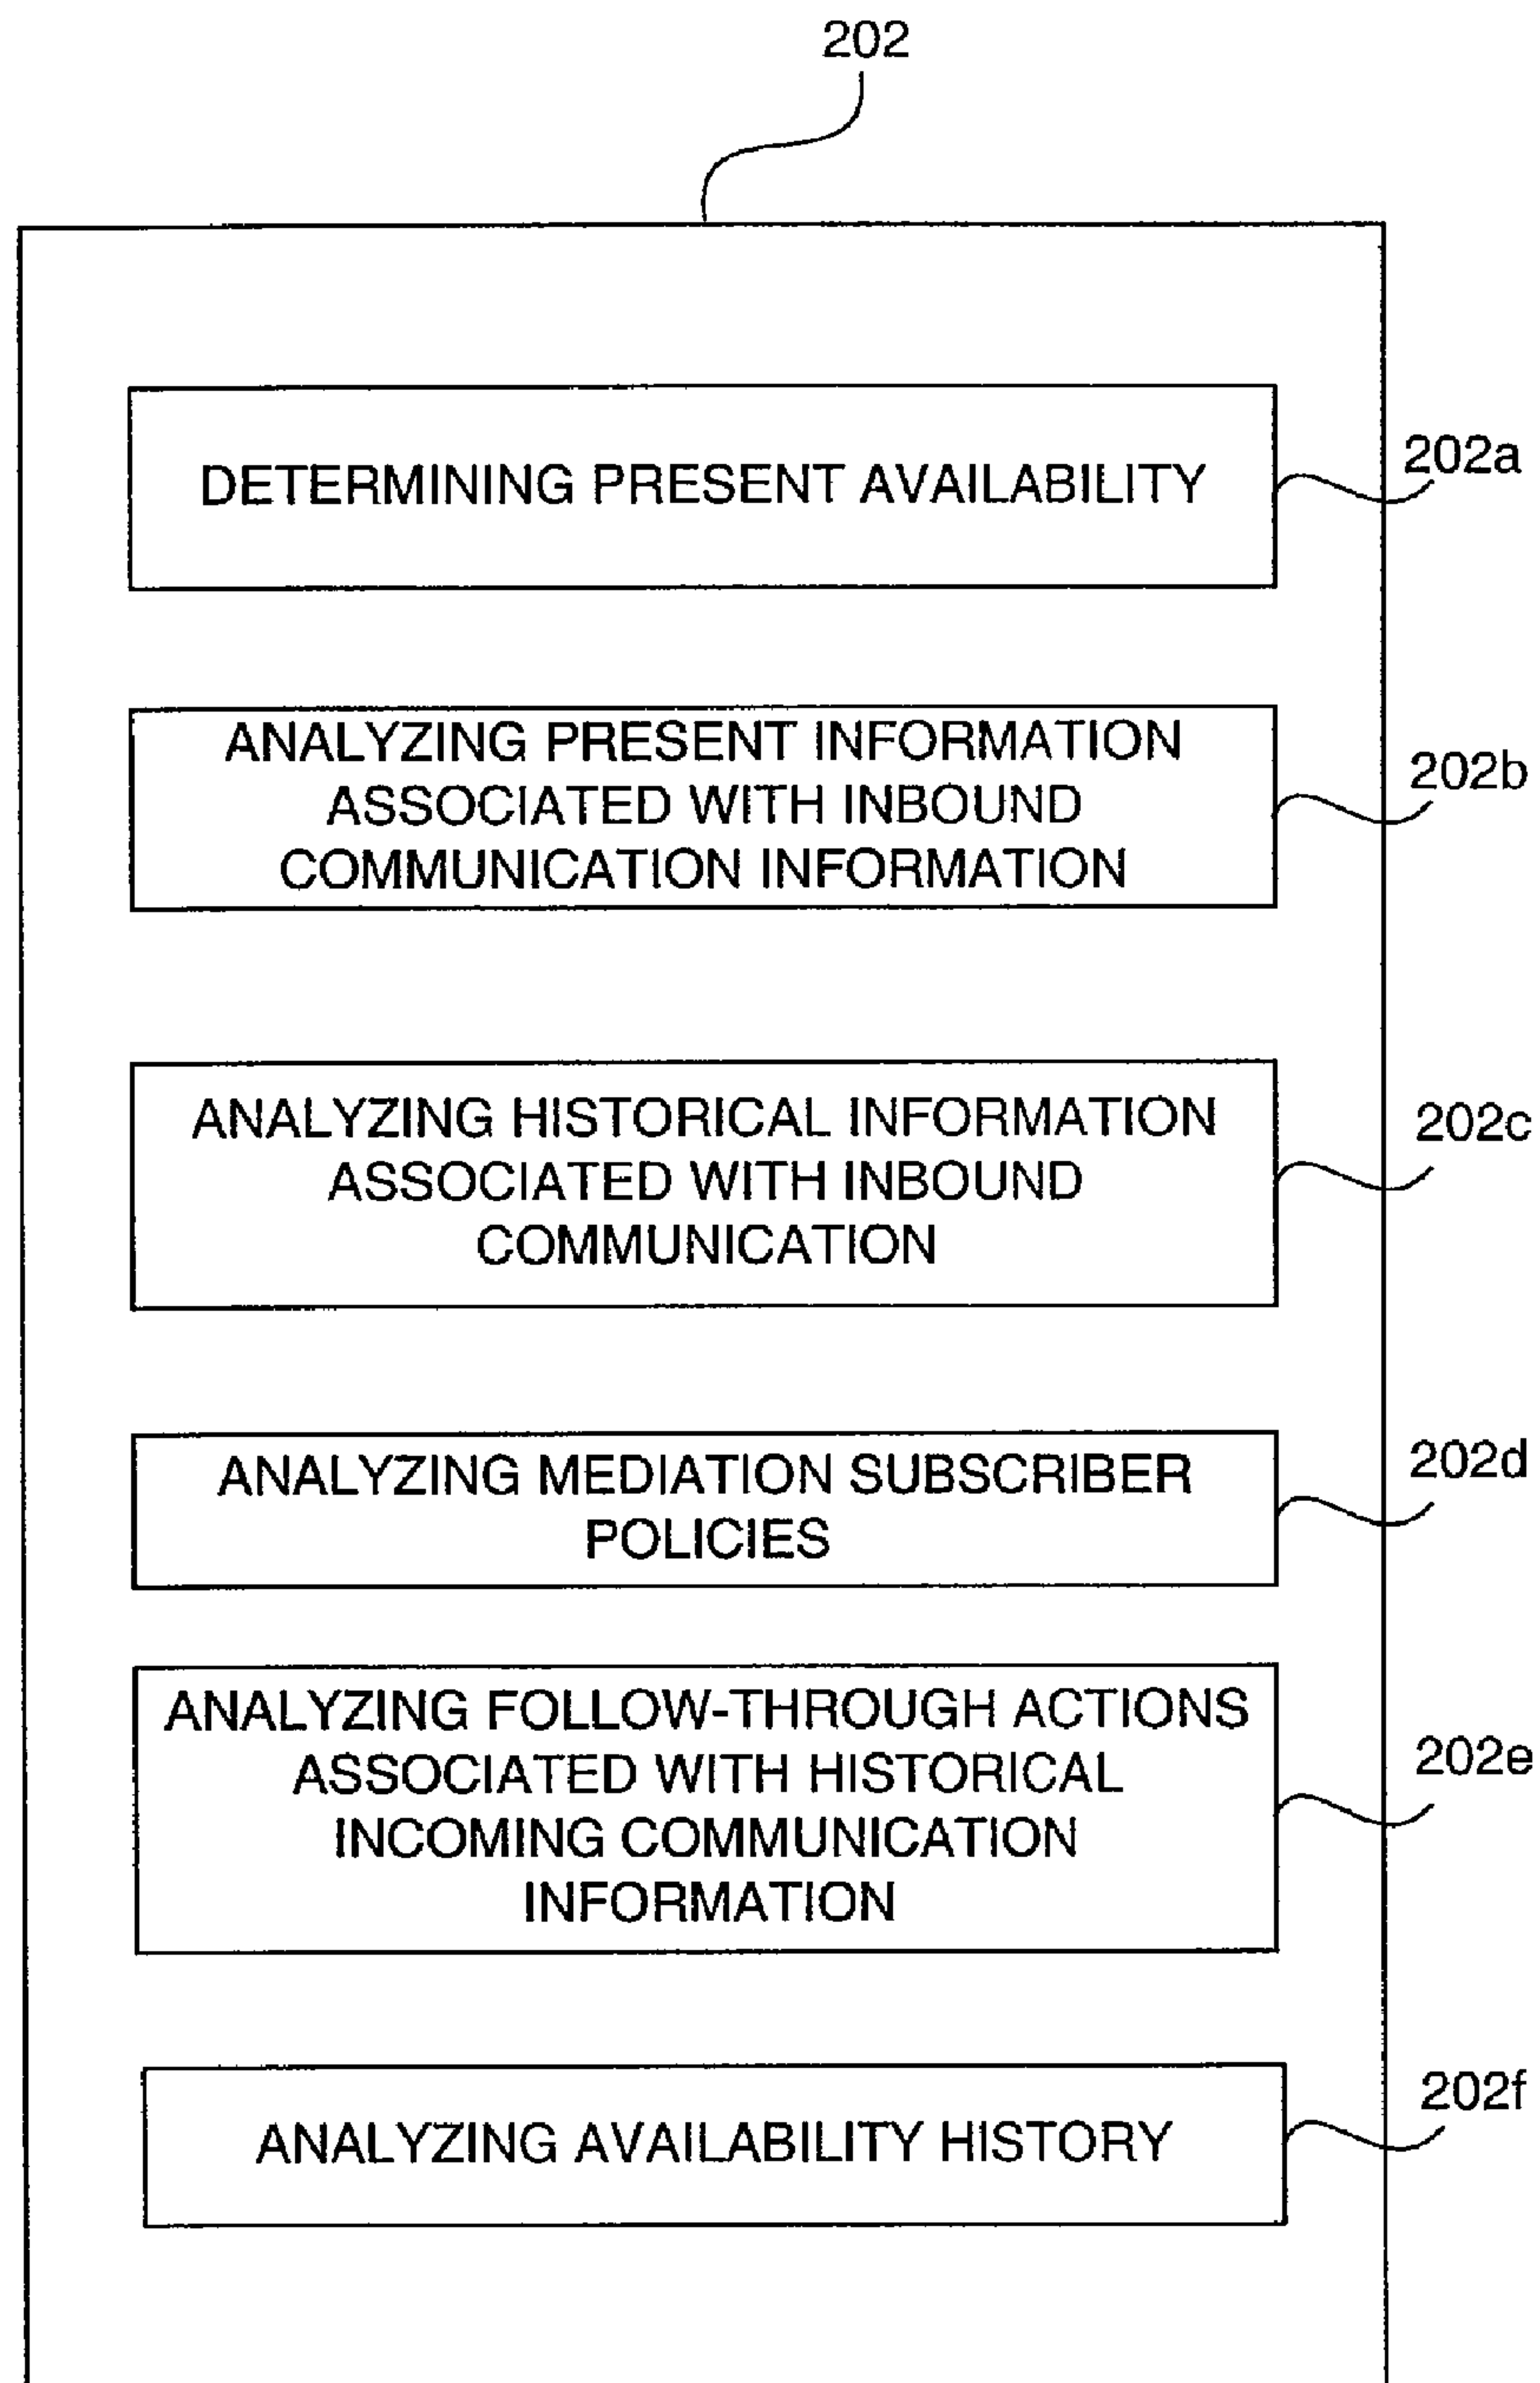 202
DETERMINING PRESENT AVAILABILITY
202a
ANALYZING PRESENT INFORMATION
ASSOCIATED WITH INBOUND
COMMUNICATION INFORMATION
202b
ANALYZING HISTORICAL INFORMATION
ASSOCIATED WITH INBOUND
COMMUNICATION
202c
ANALYZING MEDIATION SUBSCRIBER
POLICIES
202d
ANALYZING FOLLOW-THROUGH ACTIONS
ASSOCIATED WITH HISTORICAL
INCOMING COMMUNICATION
INFORMATION
202e
ANALYZING AVAILABILITY HISTORY
202f